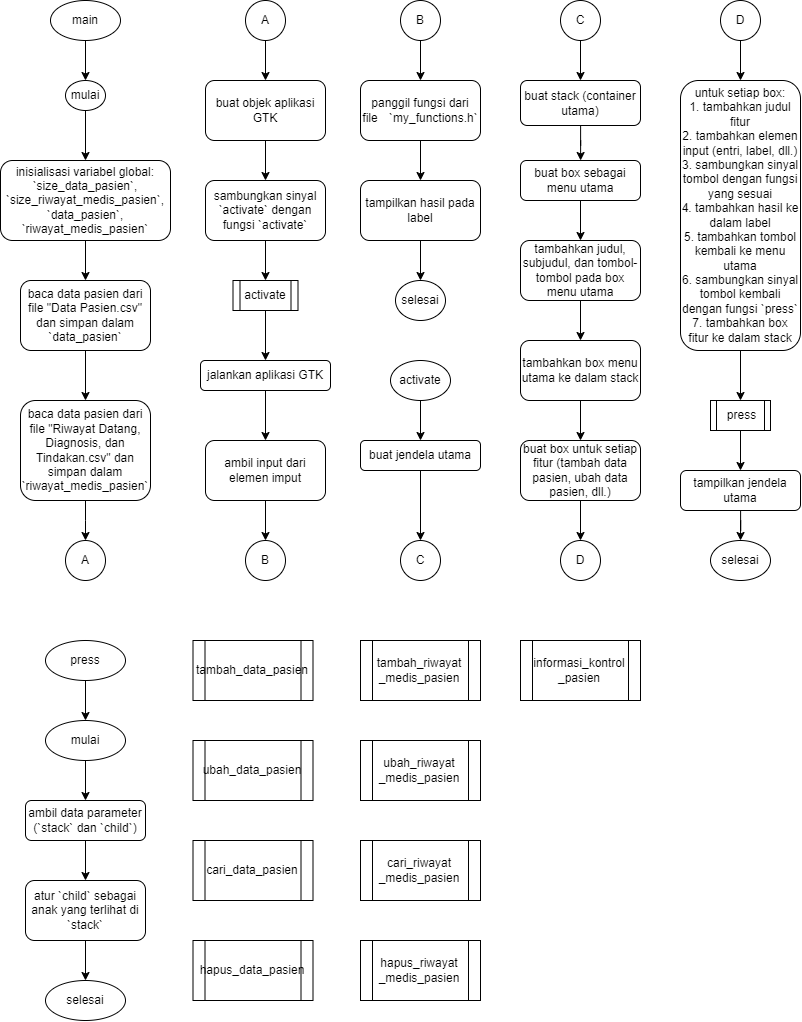 main
mulai
inisialisasi variabel global:
`size_data_pasien`,
`size_riwayat_medis_pasien`,
`data_pasien`,
`riwayat_medis_pasien`
baca data pasien dari
file "Data Pasien.csv"
dan simpan dalam
`data_pasien`
baca data pasien dari
file "Riwayat Datang,
Diagnosis, dan
Tindakan.csv" dan
simpan dalam
`riwayat_medis_pasien`
A
A
buat objek aplikasi
GTK
sambungkan sinyal
`activate` dengan
fungsi `activate`
activate
jalankan aplikasi GTK
ambil input dari
elemen imput
B
B
panggil fungsi dari
file `my_functions.h`
tampilkan hasil pada
label
selesai
activate
buat jendela utama
C
C
buat stack (container
utama)
buat box sebagai
menu utama
tambahkan judul,
subjudul, dan tombol-
tombol pada box
menu utama
tambahkan box menu
utama ke dalam stack
buat box untuk setiap
fitur (tambah data
pasien, ubah data
pasien, dll.)
D
D
untuk setiap box:
1. tambahkan judul
fitur
2. tambahkan elemen
input (entri, label, dll.)
3. sambungkan sinyal
tombol dengan fungsi
yang sesuai
4. tambahkan hasil ke
dalam label
5. tambahkan tombol
kembali ke menu
utama
6. sambungkan sinyal
tombol kembali
dengan fungsi `press`
7. tambahkan box
fitur ke dalam stack
press
tampilkan jendela
utama
selesai
press
mulai
ambil data parameter
(`stack` dan `child`)
atur `child` sebagai
anak yang terlihat di
`stack`
selesai
tambah_data_pasien
ubah_data_pasien
cari_data_pasien
hapus_data_pasien
tambah_riwayat
_medis_pasien
ubah_riwayat
_medis_pasien
cari_riwayat
_medis_pasien
hapus_riwayat
_medis_pasien
informasi_kontrol
_pasien